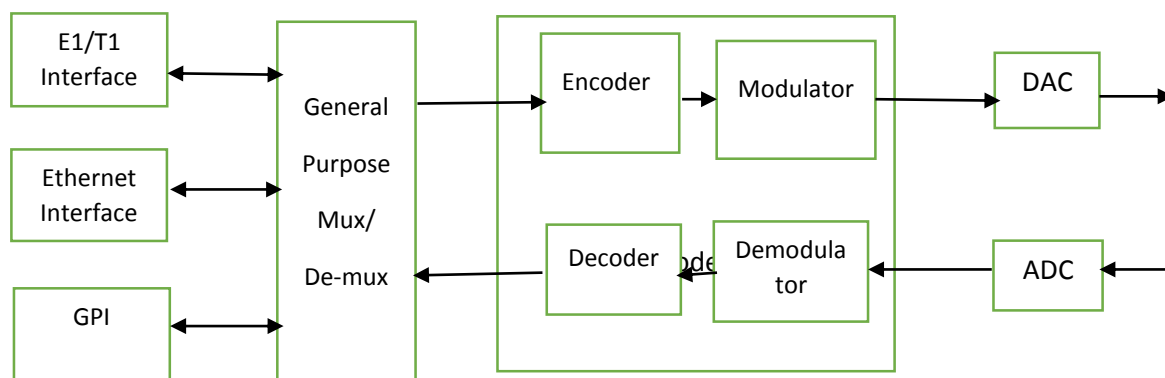 E1/T1
Interface
Ethernet
Interface
GPI
General
Purpose
Mux/
De-mux
Encoder
Modulator
DAC
Decoder
Demodula
tor
ADC